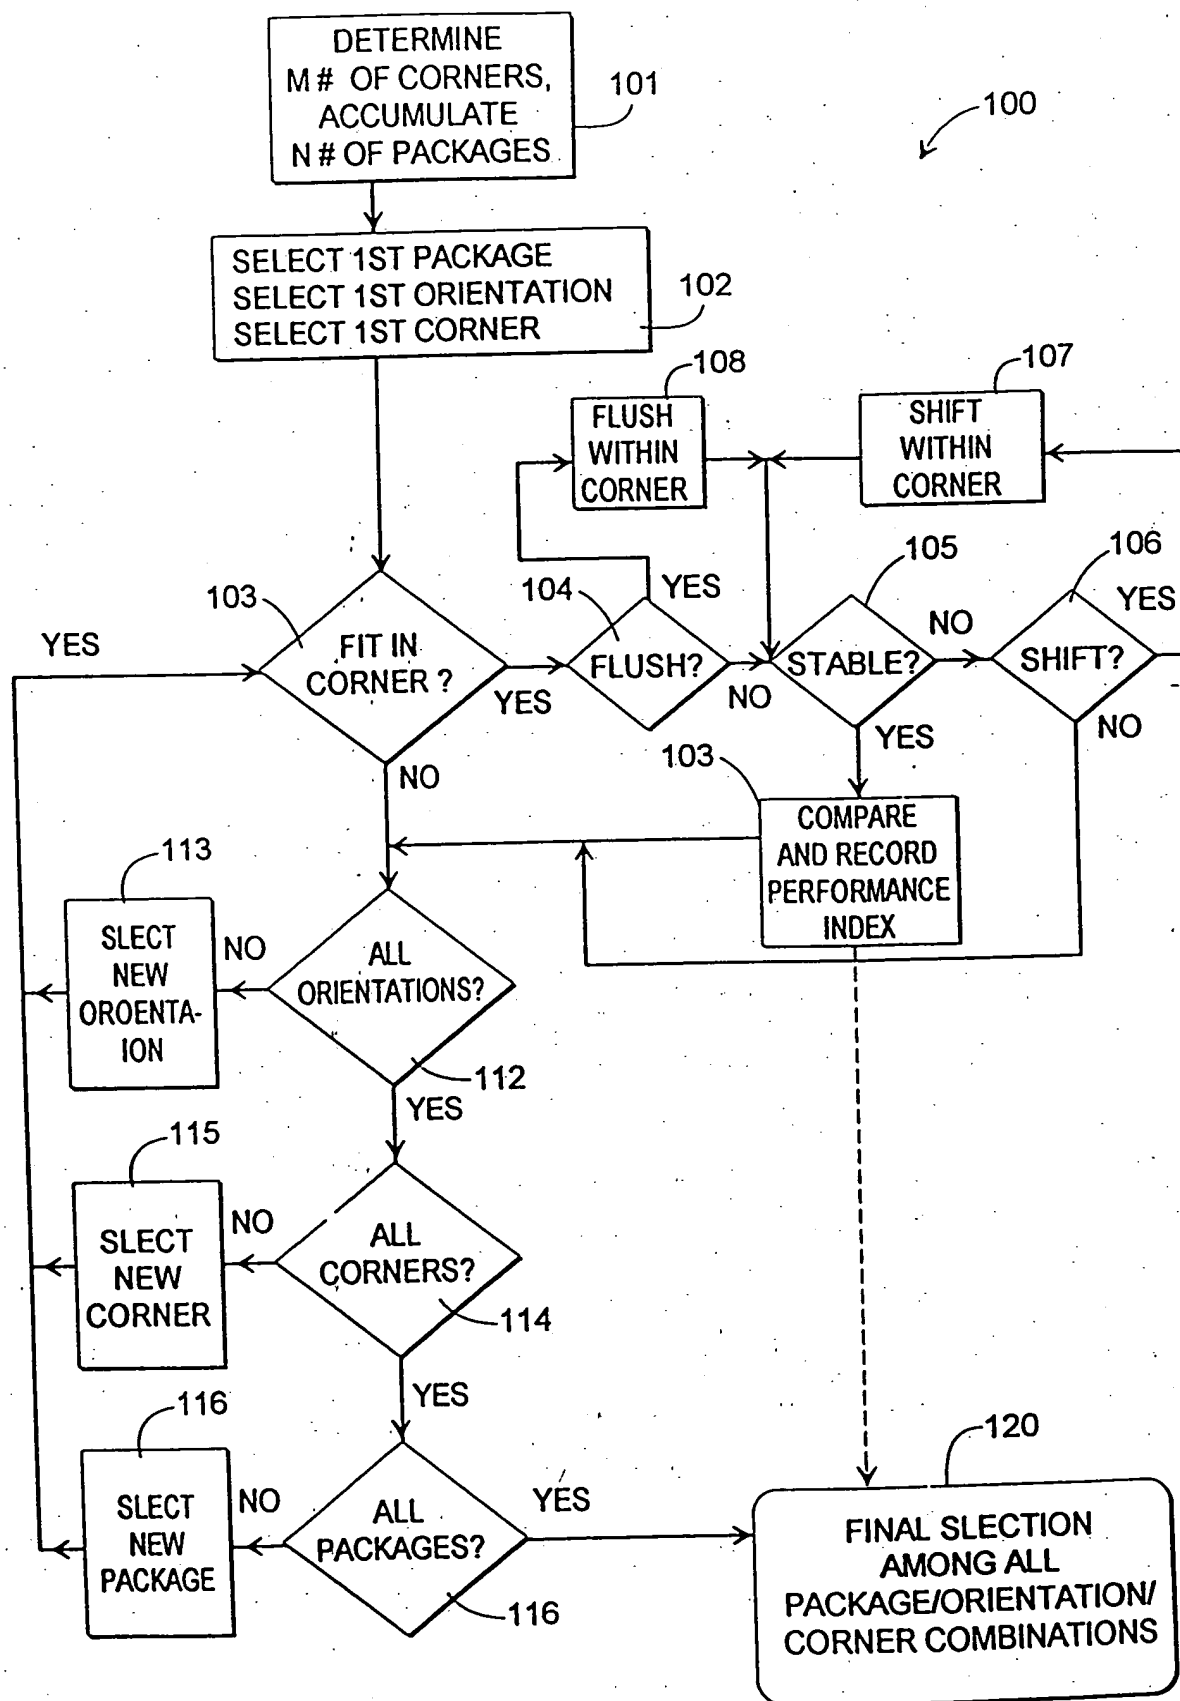 DETERMINE
M # OF CORNERS,
ACCUMULATE
N # OF PACKAGES
101
100
SELECT 1ST PACKAGE
SELECT 1ST ORIENTATION
SELECT 1ST CORNER
102
108
FLUSH
WITHIN
CORNER
107
SHIFT
WITHIN
CORNER
103
YES
FIT IN
CORNER ?
YES
NO
104
YES
FLUSH?
NO
105
STABLE?
NO
YES
106
SHIFT?
YES
NO
103
COMPARE
AND RECORD
PERFORMANCE
INDEX
113
SLECT
NEW
OROENTA-
ION
NO
ALL
ORIENTATIONS?
112
YES
115
SLECT
NEW
CORNER
NO
ALL
CORNERS?
114
YES
116
SLECT
NEW
PACKAGE
NO
ALL
PACKAGES?
116
YES
120
FINAL SLECTION
AMONG ALL
PACKAGE/ORIENTATION/
CORNER COMBINATIONS